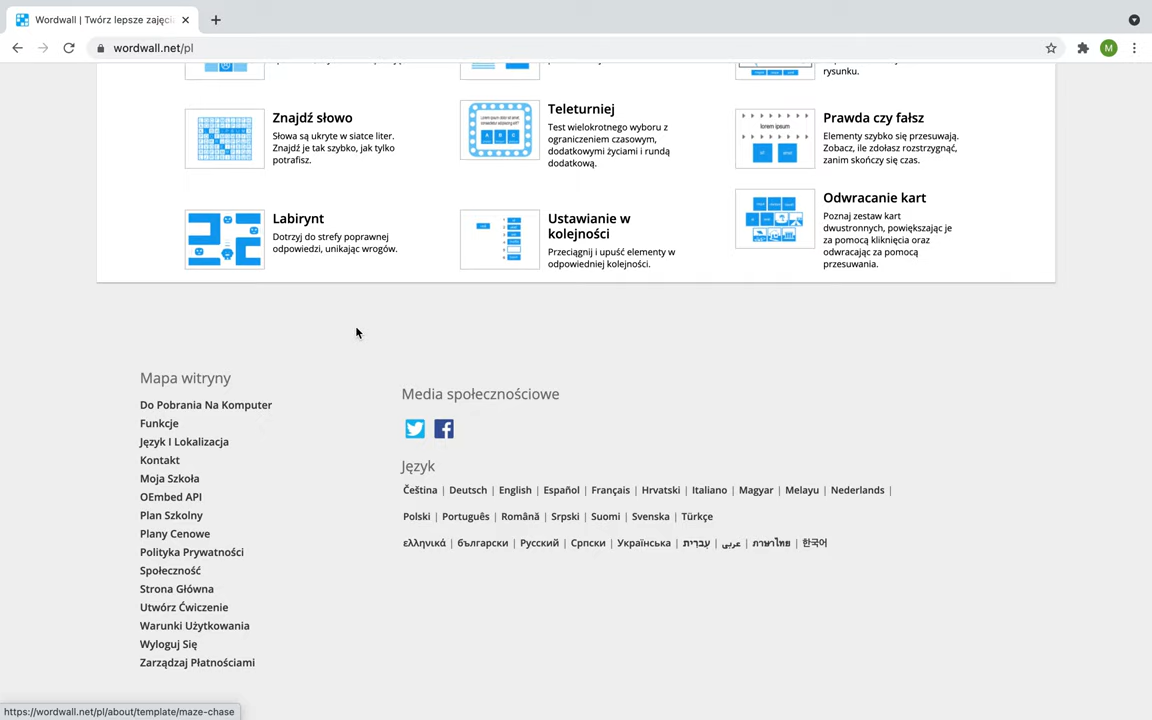 Wordwall | Twórz lepsze zajęcia
wordwall.net/pl
M
rysunku.
Znajdź słowo
Słowa są ukryte w siatce liter.
Znajdź je tak szybko, jak tylko
potrafisz.
Teleturniej
Test wielokrotnego wyboru z
ograniczeniem czasowym,
dodatkowymi życiami i rundą
dodatkową.
lorem ipsum
Prawda czy fałsz
Elementy szybko się przesuwają.
Zobacz, ile zdołasz rozstrzygnąć,
zanim skończy się czas.
Labirynt
Dotrzyj do strefy poprawnej
odpowiedzi, unikając wrogów.
Ustawianie w
kolejności
Przeciągnij i upuść elementy w
odpowiedniej kolejności.
Odwracanie kart
Poznaj zestaw kart
dwustronnych, powiększając je
za pomocą kliknięcia oraz
odwracając za pomocą
przesuwania.
Mapa witryny
Do Pobrania Na Komputer
Funkcje
Język I Lokalizacja
Kontakt
Moja Szkoła
OEmbed API
Plan Szkolny
Plany Cenowe
Polityka Prywatności
Społeczność
Strona Główna
Utwórz Ćwiczenie
Warunki Użytkowania
Wyloguj Się
Zarządzaj Płatnościami
Media społecznościowe
Język
Čeština | Deutsch | English | Español | Français | Hrvatski | Italiano | Magyar | Melayu | Nederlands |
Polski | Português | Română | Srpski | Suomi | Svenska | Türkçe
ελληνικά | български | Русский | Српски | Українська | עברית | عربى | ภาษาไทย | 한국어
https://wordwall.net/pl/about/template/maze-chase